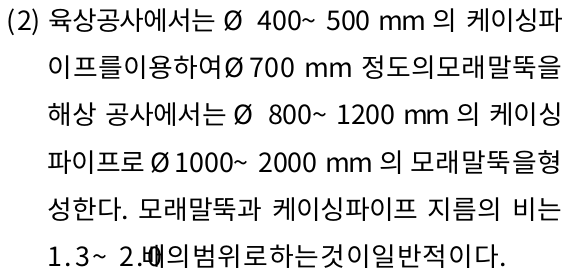 (2) 육상공사에서는 Ø 400~ 500 mm 의 케이싱파
이프를이용하여Ø 700 mm 정도의모래말뚝을
해상 공사에서는 Ø 800~ 1200 mm 의 케이싱
파이프로 Ø 1000~ 2000 mm 의 모래말뚝을형
성한다. 모래말뚝과 케이싱파이프 지름의 비는
1.3~ 2.0배의범위로하는것이일반적이다.